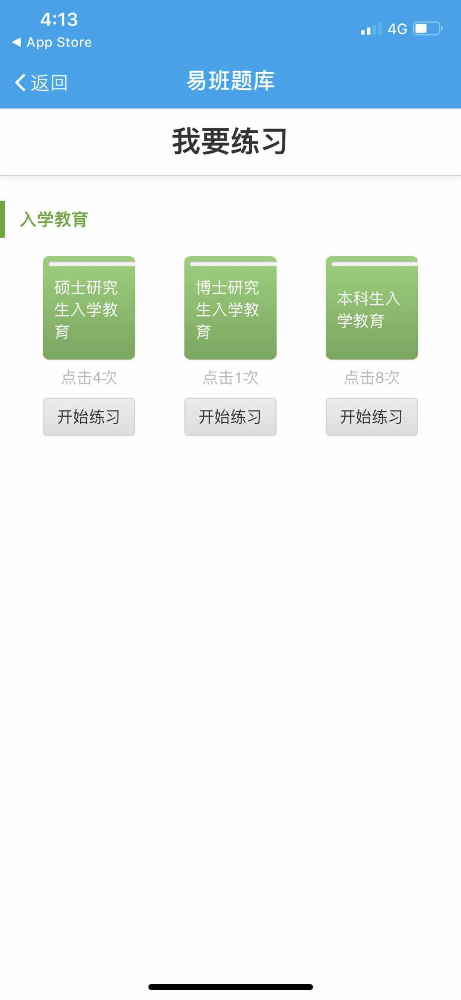 4:13
4G
App Store
返回
易班题库
我要练习
入学教育
硕士研究
生入学教
育
博士研究
生入学教
育
本科生入
学教育
点击4次
点击1次
点击8次
开始练习
开始练习
开始练习